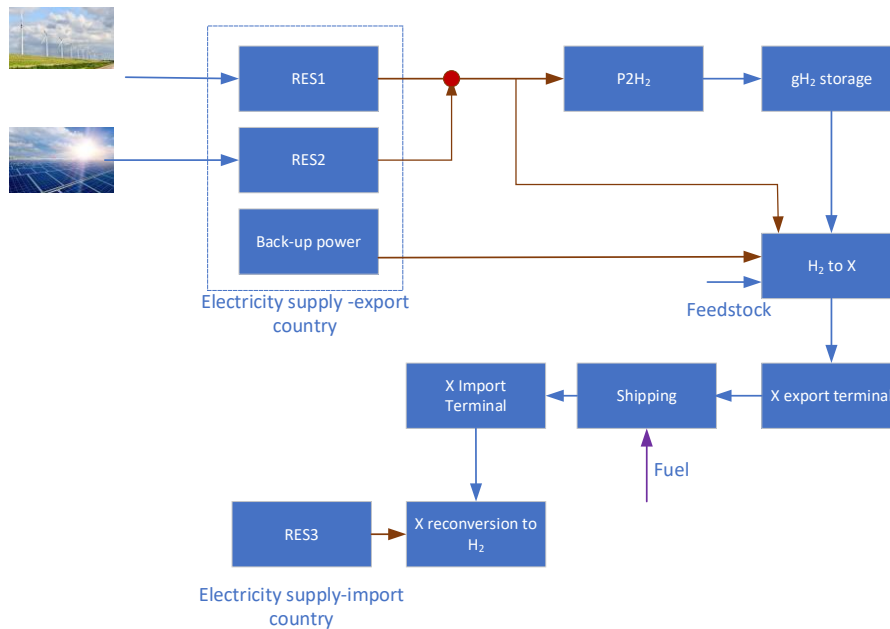 RES1
P2H₂
gH₂ storage
RES2
Back-up power
H₂ to X
Electricity supply -export
country
Feedstock
X Import
Terminal
Shipping
X export terminal
Fuel
RES3
X reconversion to
H₂
Electricity supply-import
country